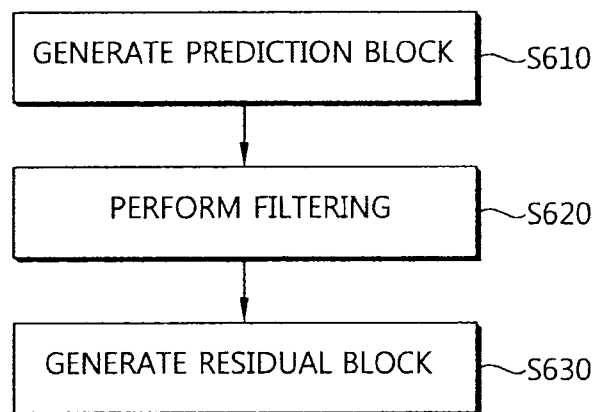 GENERATE PREDICTION BLOCK S610
PERFORM FILTERING S620
GENERATE RESIDUAL BLOCK S630